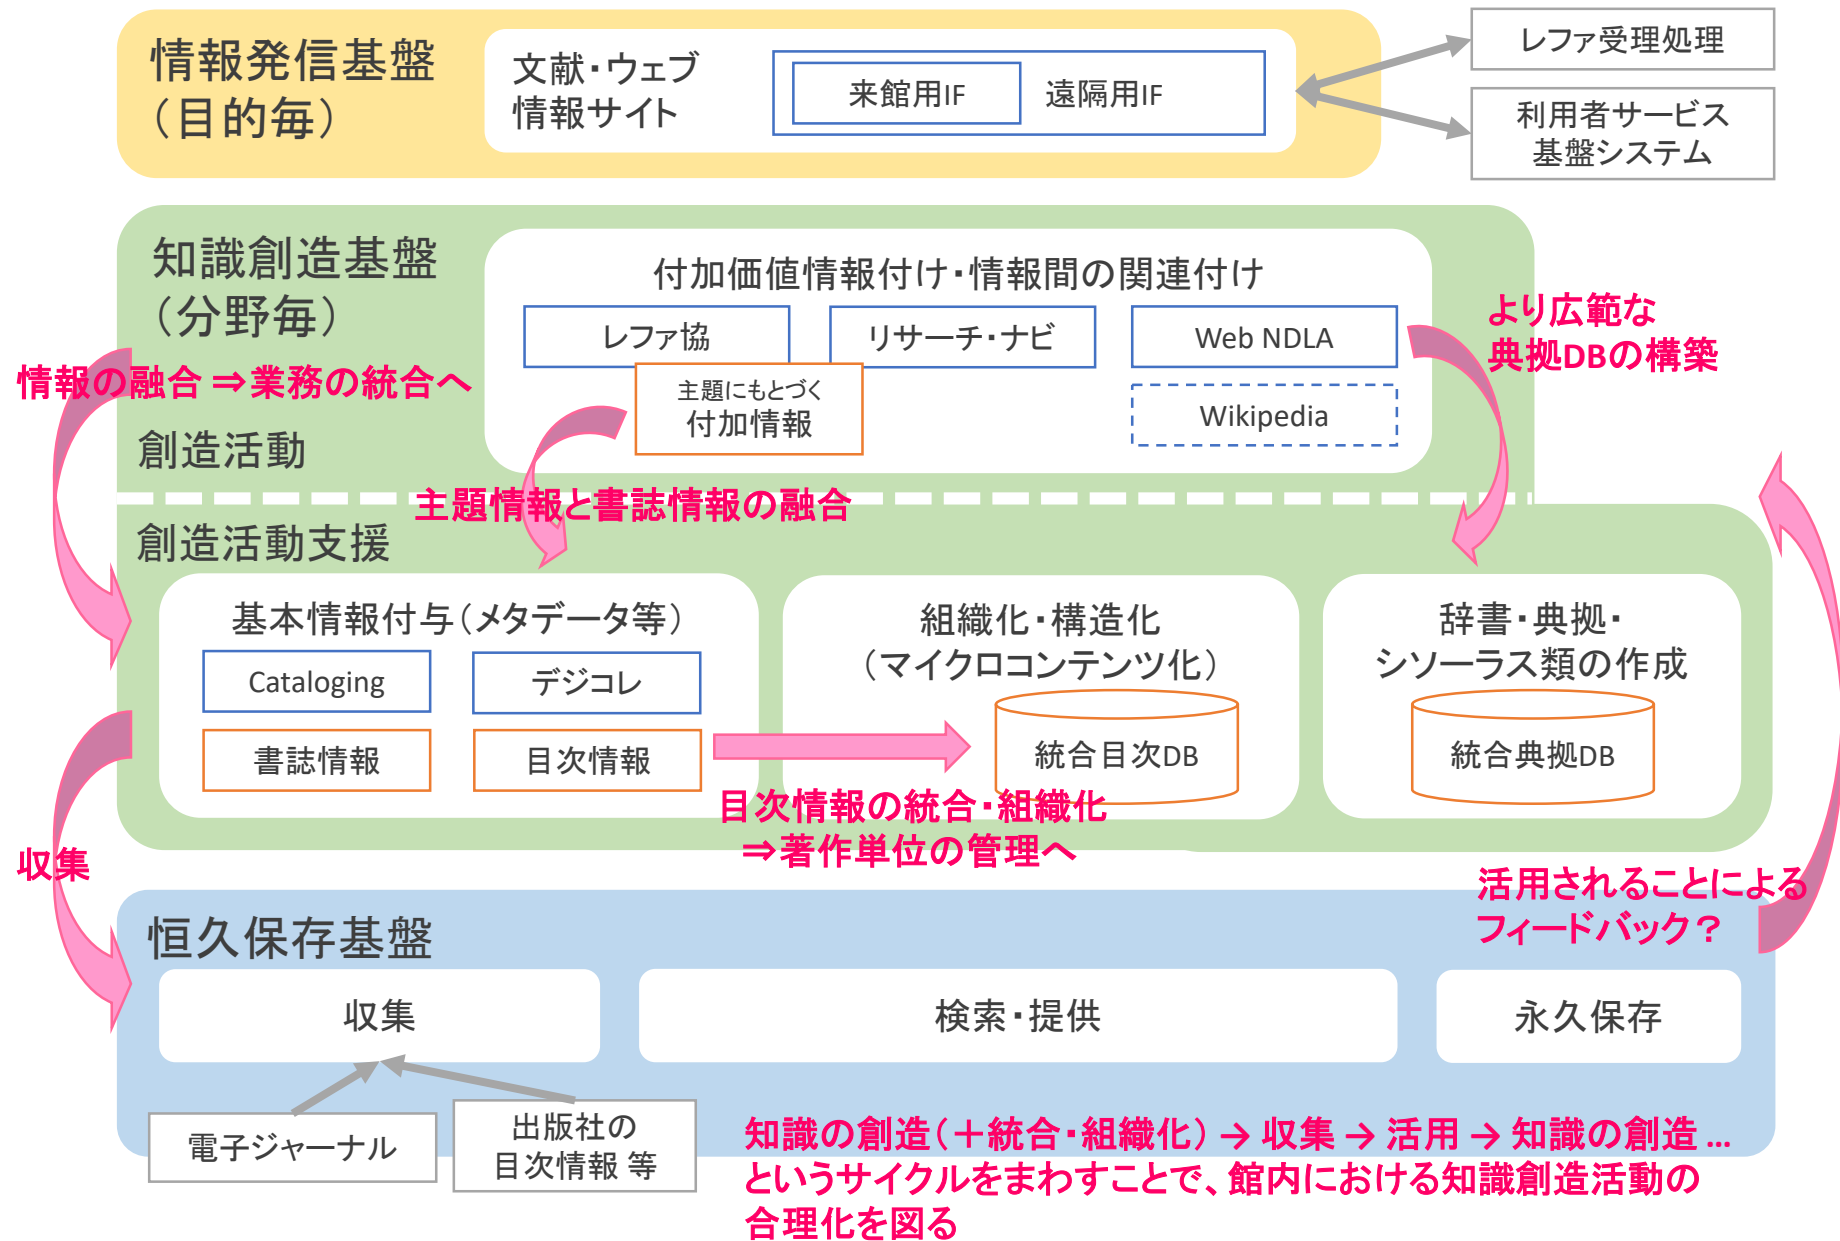 情報発信基盤
（目的毎）
文献・ウェブ
情報サイト
来館用IF
遠隔用IF
レファ受理処理
利用者サービス
基盤システム
知識創造基盤
（分野毎）
付加価値情報付け・情報間の関連付け
レファ協
リサーチ・ナビ
Web NDLA
主題にもとづく
付加情報
Wikipedia
より広範な
典拠DBの構築
情報の融合 ⇒業務の統合へ
創造活動
主題情報と書誌情報の融合
創造活動支援
基本情報付与（メタデータ等）
Cataloging
デジコレ
書誌情報
目次情報
組織化・構造化
（マイクロコンテンツ化）
統合目次DB
辞書・典拠・
シソーラス類の作成
統合典拠DB
目次情報の統合・組織化
⇒著作単位の管理へ
収集
活用されることによる
フィードバック？
恒久保存基盤
収集
検索・提供
永久保存
電子ジャーナル
出版社の
目次情報 等
知識の創造（＋統合・組織化）→ 収集 → 活用 → 知識の創造 ...
というサイクルをまわすことで、館内における知識創造活動の
合理化を図る